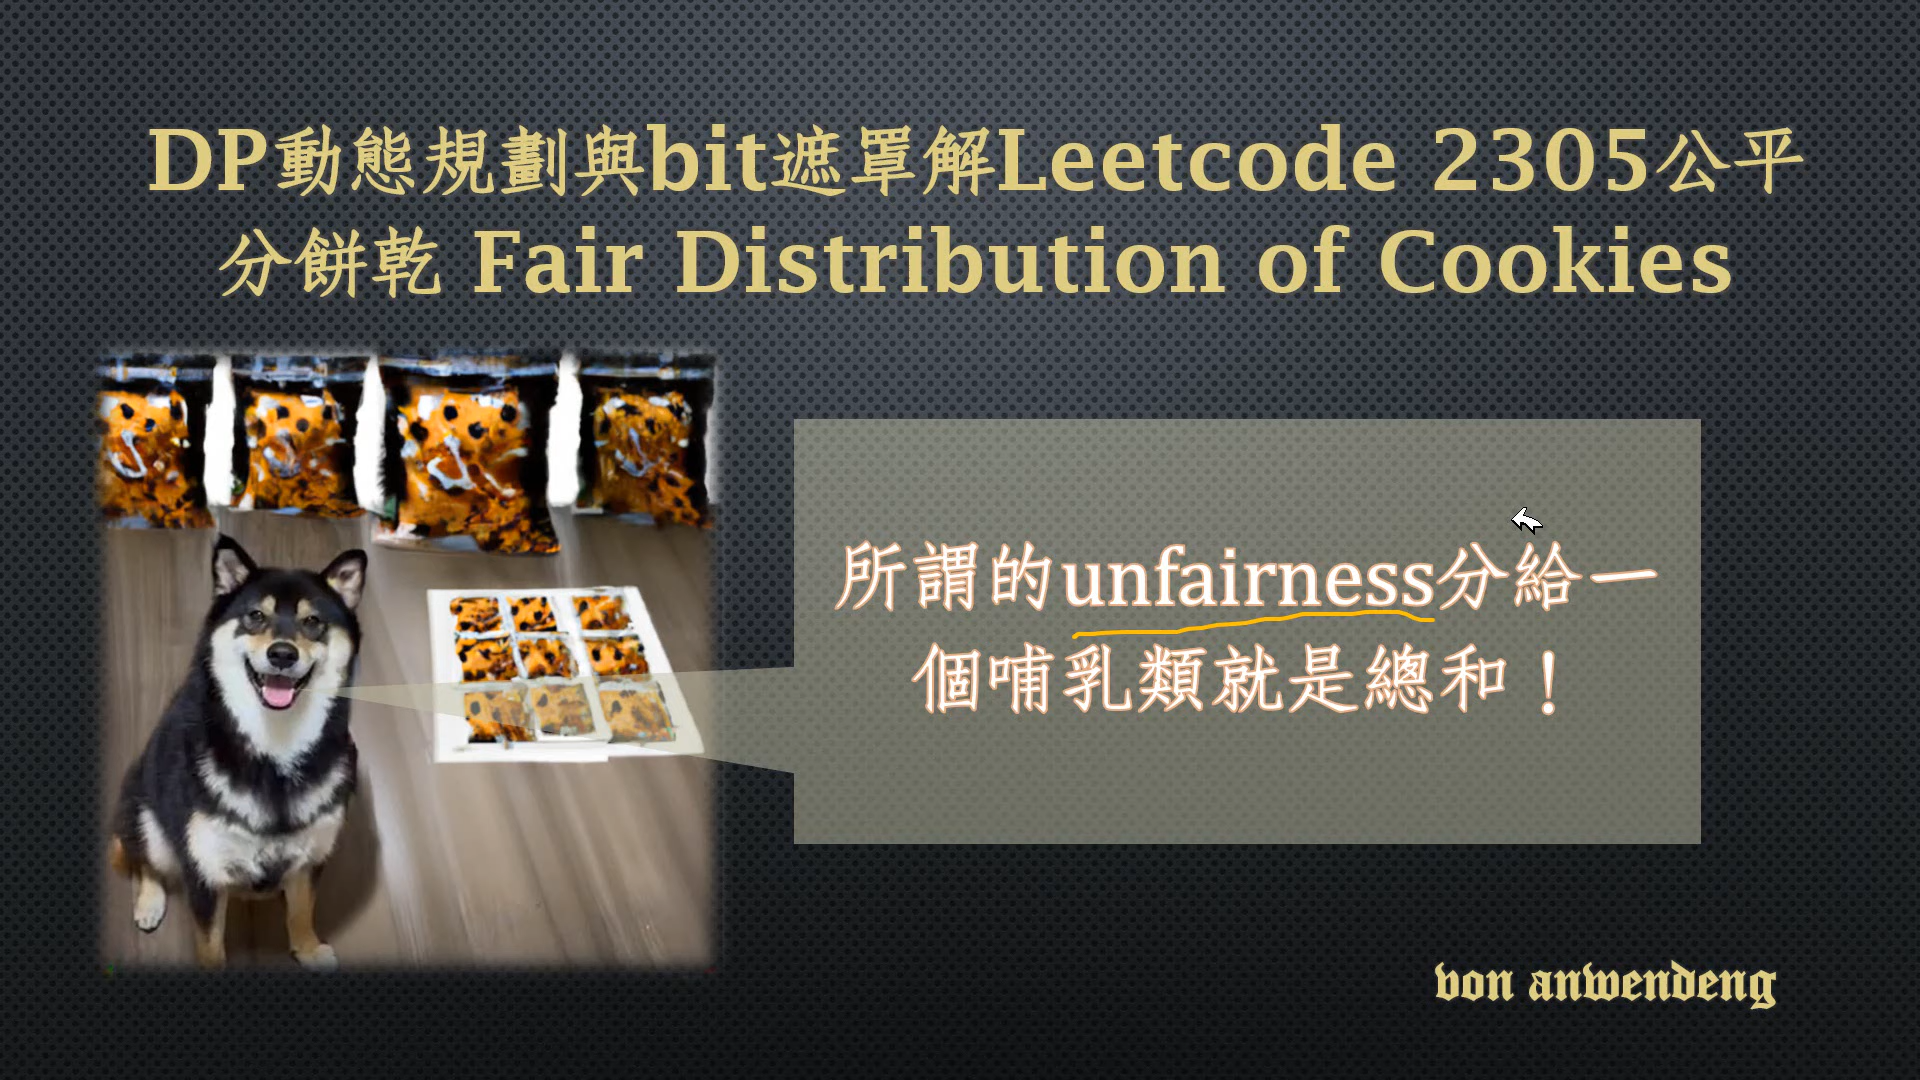 DP動態規劃與bit遮罩解Leetcode 2305公平
分餅乾 Fair Distribution of Cookies
所謂的unfairness分給一
個哺乳類就是總和！
von anwendeng